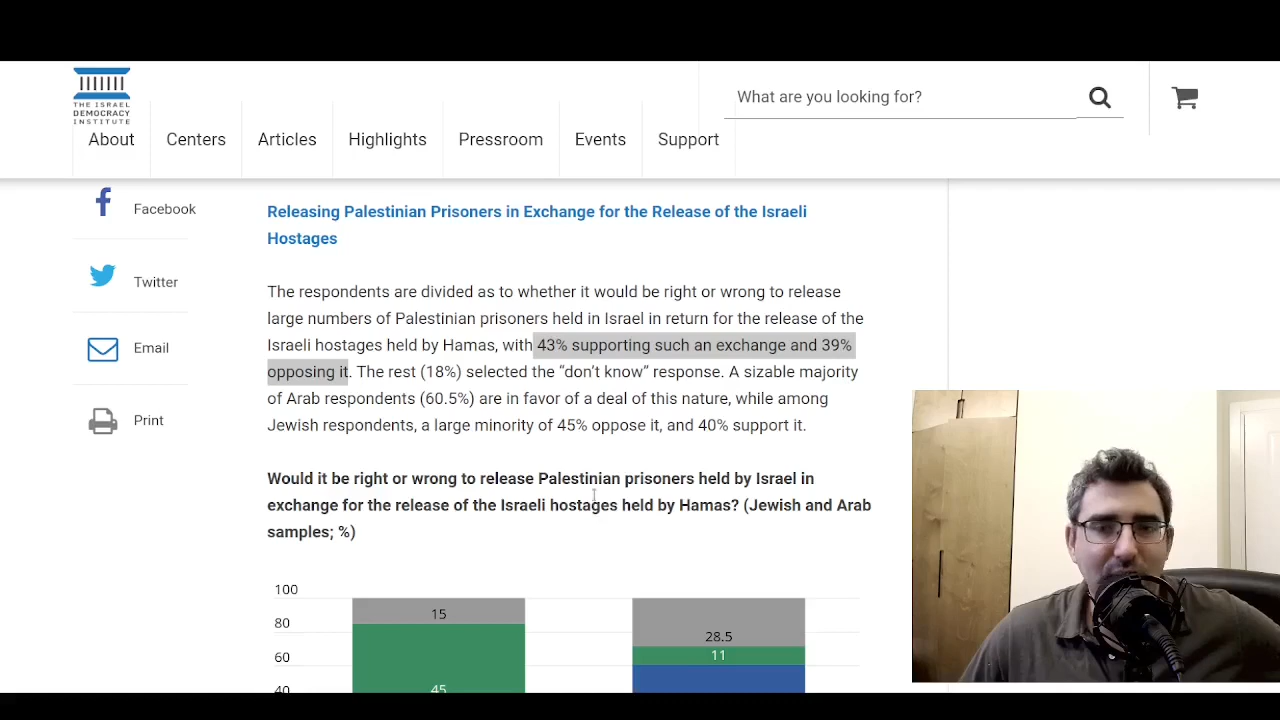 THE ISRAEL
DEMOCRACY
INSTITUTE
What are you looking for?
About
Centers
Articles
Highlights
Pressroom
Events
Support
Facebook
Twitter
Email
Print
Releasing Palestinian Prisoners in Exchange for the Release of the Israeli
Hostages
The respondents are divided as to whether it would be right or wrong to release
large numbers of Palestinian prisoners held in Israel in return for the release of the
Israeli hostages held by Hamas, with 43% supporting such an exchange and 39%
opposing it. The rest (18%) selected the “don’t know” response. A sizable majority
of Arab respondents (60.5%) are in favor of a deal of this nature, while among
Jewish respondents, a large minority of 45% oppose it, and 40% support it.
Would it be right or wrong to release Palestinian prisoners held by Israel in
exchange for the release of the Israeli hostages held by Hamas? (Jewish and Arab
samples; %)
100
15
80
28.5
60
11
40
45